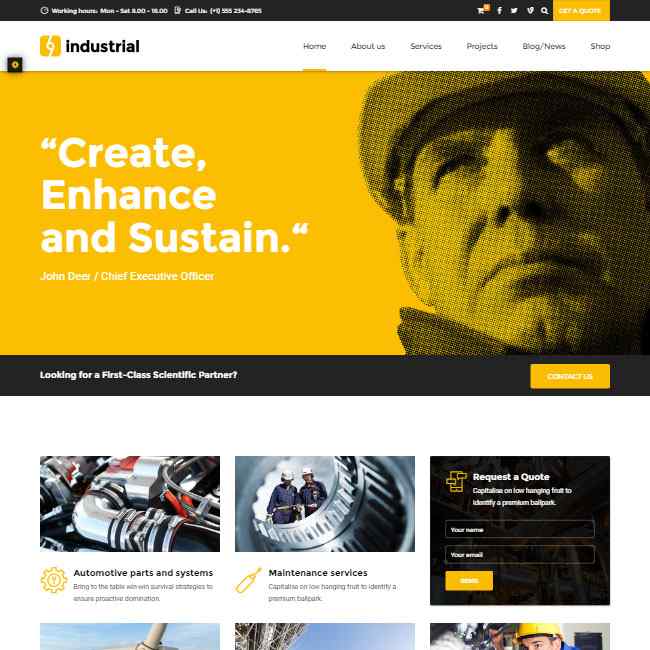 Working hours: Mon - Sat 8.00 - 18.00 Call Us: (+1) 555 234-8765 GET A QUOTE
industrial Home About us Services Projects Blog/News Shop
“Create,
Enhance
and Sustain.“
John Deer / Chief Executive Officer
Looking for a First-Class Scientific Partner? CONTACT US
Automotive parts and systems
Bring to the table win-win survival strategies to
ensure proactive domination.
Maintenance services
Capitalise on low hanging fruit to identify a
premium ballpark.
Request a Quote
Capitalise on low hanging fruit to
identify a premium ballpark.
Your name
Your email
SEND